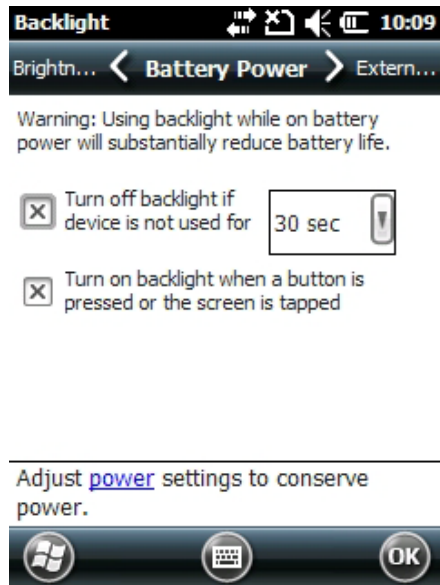 Backlight 10:09
Brightn... Battery Power Extern...
Warning: Using backlight while on battery
power will substantially reduce battery life.
Turn off backlight if
device is not used for 30 sec
Turn on backlight when a button is
pressed or the screen is tapped
Adjust power settings to conserve
power.
OK